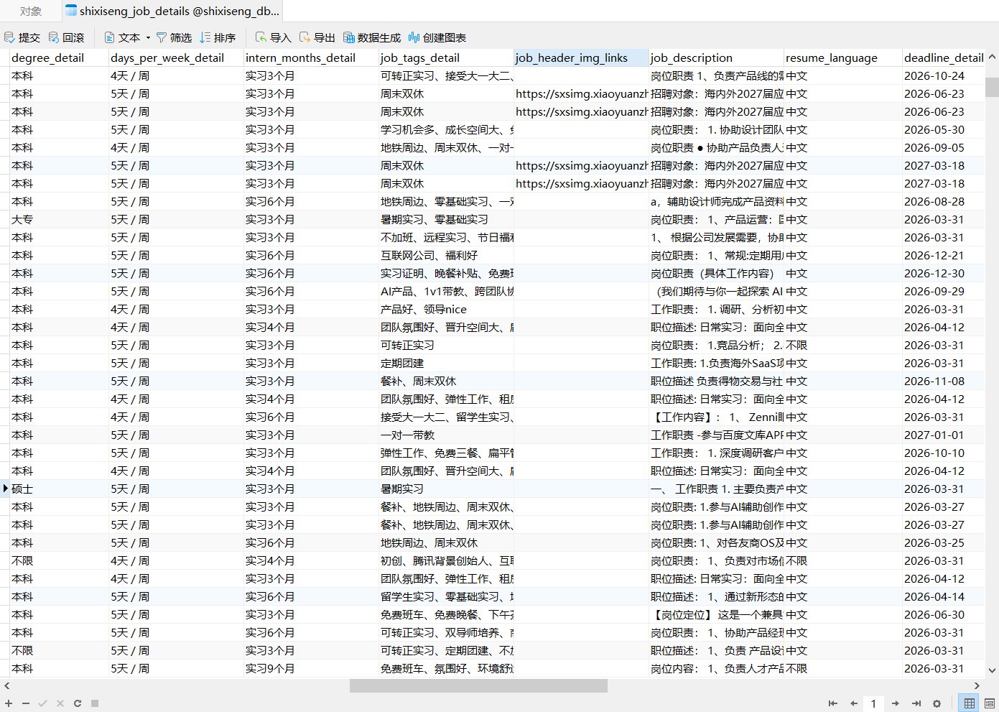 对象 shixiseng_job_details @shixiseng_db...
提交 回滚 文本 筛选 排序 导入 导出 数据生成 创建图表
degree_detail days_per_week_detail intern_months_detail job_tags_detail job_header_img_links job_description resume_language deadline_detail
本科 4天 / 周 实习3个月 可转正实习、接受大一大二、 岗位职责 1、负责产品线的需 中文 2026-10-24
本科 5天 / 周 实习3个月 周末双休 https://sxsimg.xiaoyuanzh 招聘对象：海内外2027届应 中文 2026-06-23
本科 5天 / 周 实习3个月 周末双休 https://sxsimg.xiaoyuanzh 招聘对象：海内外2027届应 中文 2026-06-23
本科 5天 / 周 实习3个月 学习机会多、成长空间大、 岗位职责： 1. 协助设计团队 中文 2026-05-30
本科 4天 / 周 实习3个月 地铁周边、周末双休、一对一 岗位职责 ● 协助产品负责人 中文 2026-09-05
本科 5天 / 周 实习3个月 周末双休 https://sxsimg.xiaoyuanzh 招聘对象：海内外2027届应 中文 2027-03-18
本科 5天 / 周 实习3个月 周末双休 https://sxsimg.xiaoyuanzh 招聘对象：海内外2027届应 中文 2027-03-18
本科 5天 / 周 实习6个月 地铁周边、零基础实习、一对 a，辅助设计师完成产品资料 中文 2026-08-28
大专 5天 / 周 实习3个月 暑期实习、零基础实习 岗位职责： 1、产品运营： 中文 2026-03-31
本科 5天 / 周 实习3个月 不加班、远程实习、节日福利 1、 根据公司发展需要，协助 中文 2026-03-31
本科 5天 / 周 实习6个月 互联网公司、福利好 岗位职责： 1、常规:定期用 中文 2026-12-21
本科 5天 / 周 实习6个月 实习证明、晚餐补贴、免费班 岗位职责（具体工作内容） 中文 2026-12-30
本科 5天 / 周 实习6个月 AI产品、1v1带教、跨团队协 （我们期待与你一起探索 AI 中文 2026-09-29
本科 4天 / 周 实习3个月 产品好、领导nice 工作职责： 1. 调研、分析初 中文 2026-03-31
本科 4天 / 周 实习4个月 团队氛围好、晋升空间大、扁 职位描述: 日常实习：面向全 中文 2026-04-12
本科 5天 / 周 实习3个月 可转正实习 岗位职责： 1.竞品分析； 2. 不限 2026-03-31
本科 5天 / 周 实习3个月 定期团建 工作职责: 1.负责海外SaaS项 中文 2026-03-31
本科 5天 / 周 实习3个月 餐补、周末双休 职位描述 负责得物交易与社 中文 2026-11-08
本科 4天 / 周 实习4个月 团队氛围好、弹性工作、租房 职位描述: 日常实习：面向全 中文 2026-04-12
本科 4天 / 周 实习6个月 接受大一大二、留学生实习、 【工作内容】： 1、 Zenni眼 中文 2026-03-31
本科 5天 / 周 实习3个月 一对一带教 工作职责 -参与百度文库APP 中文 2027-01-01
本科 5天 / 周 实习3个月 弹性工作、免费三餐、扁平管 工作职责： 1. 深度调研客户 中文 2026-10-10
本科 4天 / 周 实习4个月 团队氛围好、晋升空间大、扁 职位描述: 日常实习：面向全 中文 2026-04-12
硕士 5天 / 周 实习3个月 暑期实习 一、 工作职责 1. 主要负责产 中文 2026-03-31
本科 5天 / 周 实习3个月 餐补、地铁周边、周末双休、 岗位职责: 1.参与AI辅助创作 中文 2026-03-27
本科 5天 / 周 实习3个月 餐补、地铁周边、周末双休、 岗位职责: 1.参与AI辅助创作 中文 2026-03-27
本科 5天 / 周 实习6个月 地铁周边、周末双休 岗位职责: 1、对各友商OS及 中文 2026-03-25
不限 4天 / 周 实习4个月 初创、腾讯背景创始人、互联 岗位职责： 1、负责对市场信 不限 2026-03-31
本科 4天 / 周 实习3个月 团队氛围好、弹性工作、租房 职位描述: 日常实习：面向全 中文 2026-04-12
本科 5天 / 周 实习6个月 留学生实习、零基础实习、 职位描述： 1、通过新形态的 中文 2026-04-14
本科 5天 / 周 实习3个月 免费班车、免费晚餐、下午茶 【岗位定位】 这是一个兼具 中文 2026-06-30
本科 5天 / 周 实习6个月 可转正实习、双导师培养、 岗位职责： 1、协助产品经理 中文 2026-03-31
不限 5天 / 周 实习3个月 可转正实习、定期团建、不加 职位描述： 1、负责 产品设计 中文 2026-03-31
本科 5天 / 周 实习9个月 免费班车、氛围好、环境舒适 岗位内容： 1、负责人才产品 不限 2026-03-31
1